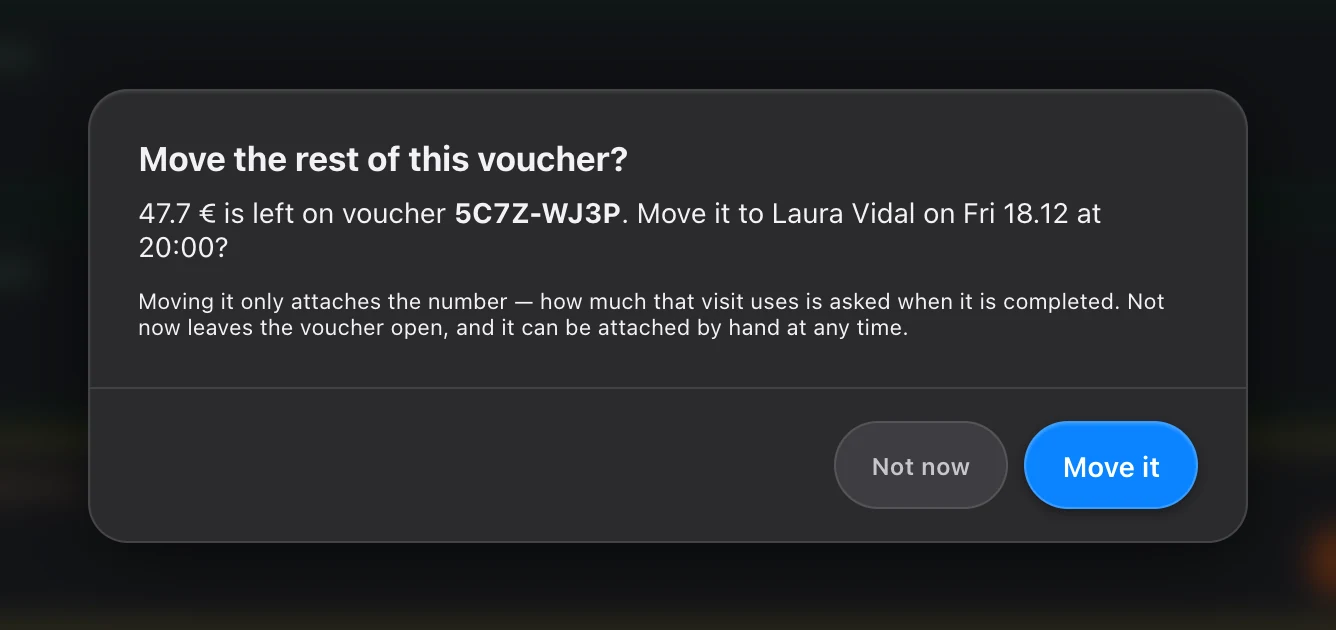 Move the rest of this voucher?
47.7 € is left on voucher 5C7Z-WJ3P. Move it to Laura Vidal on Fri 18.12 at
20:00?
Moving it only attaches the number — how much that visit uses is asked when it is completed. Not
now leaves the voucher open, and it can be attached by hand at any time.
Not now
Move it